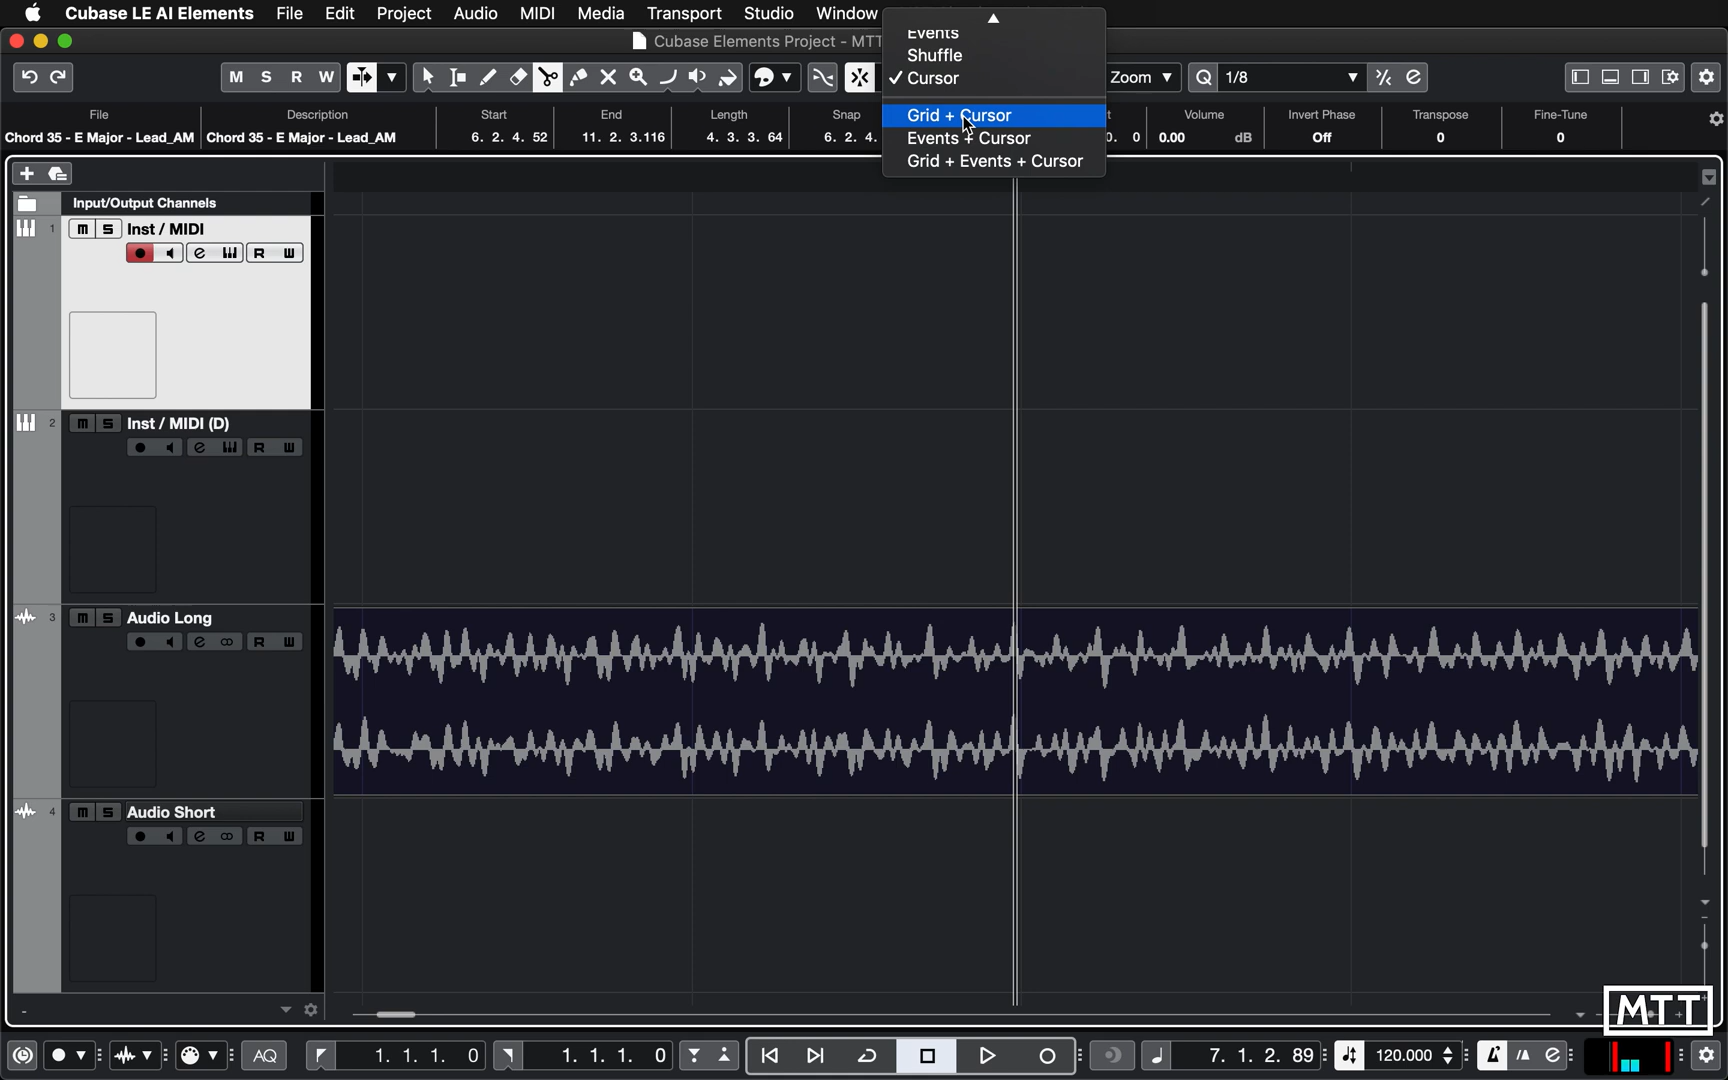 Cubase LE AI Elements File Edit Project Audio MIDI Media Transport Studio Window
Cubase Elements Project - MTT
Events
Shuffle
✓ Cursor
Grid + Cursor
Events + Cursor
Grid + Events + Cursor
M S R W
Zoom
Q 1/8
File Description Start End Length Snap Volume Invert Phase Transpose Fine-Tune
Chord 35 - E Major - Lead_AM Chord 35 - E Major - Lead_AM 6. 2. 4. 52 11. 2. 3.116 4. 3. 3. 64 6. 2. 4. 0. 0 0.00 dB Off 0 0
Input/Output Channels
1 m S Inst / MIDI
e R W
2 m S Inst / MIDI (D)
e R W
3 m S Audio Long
e R W
4 m S Audio Short
e R W
MTT
AQ 1. 1. 1. 0 1. 1. 1. 0 7. 1. 2. 89 120.000